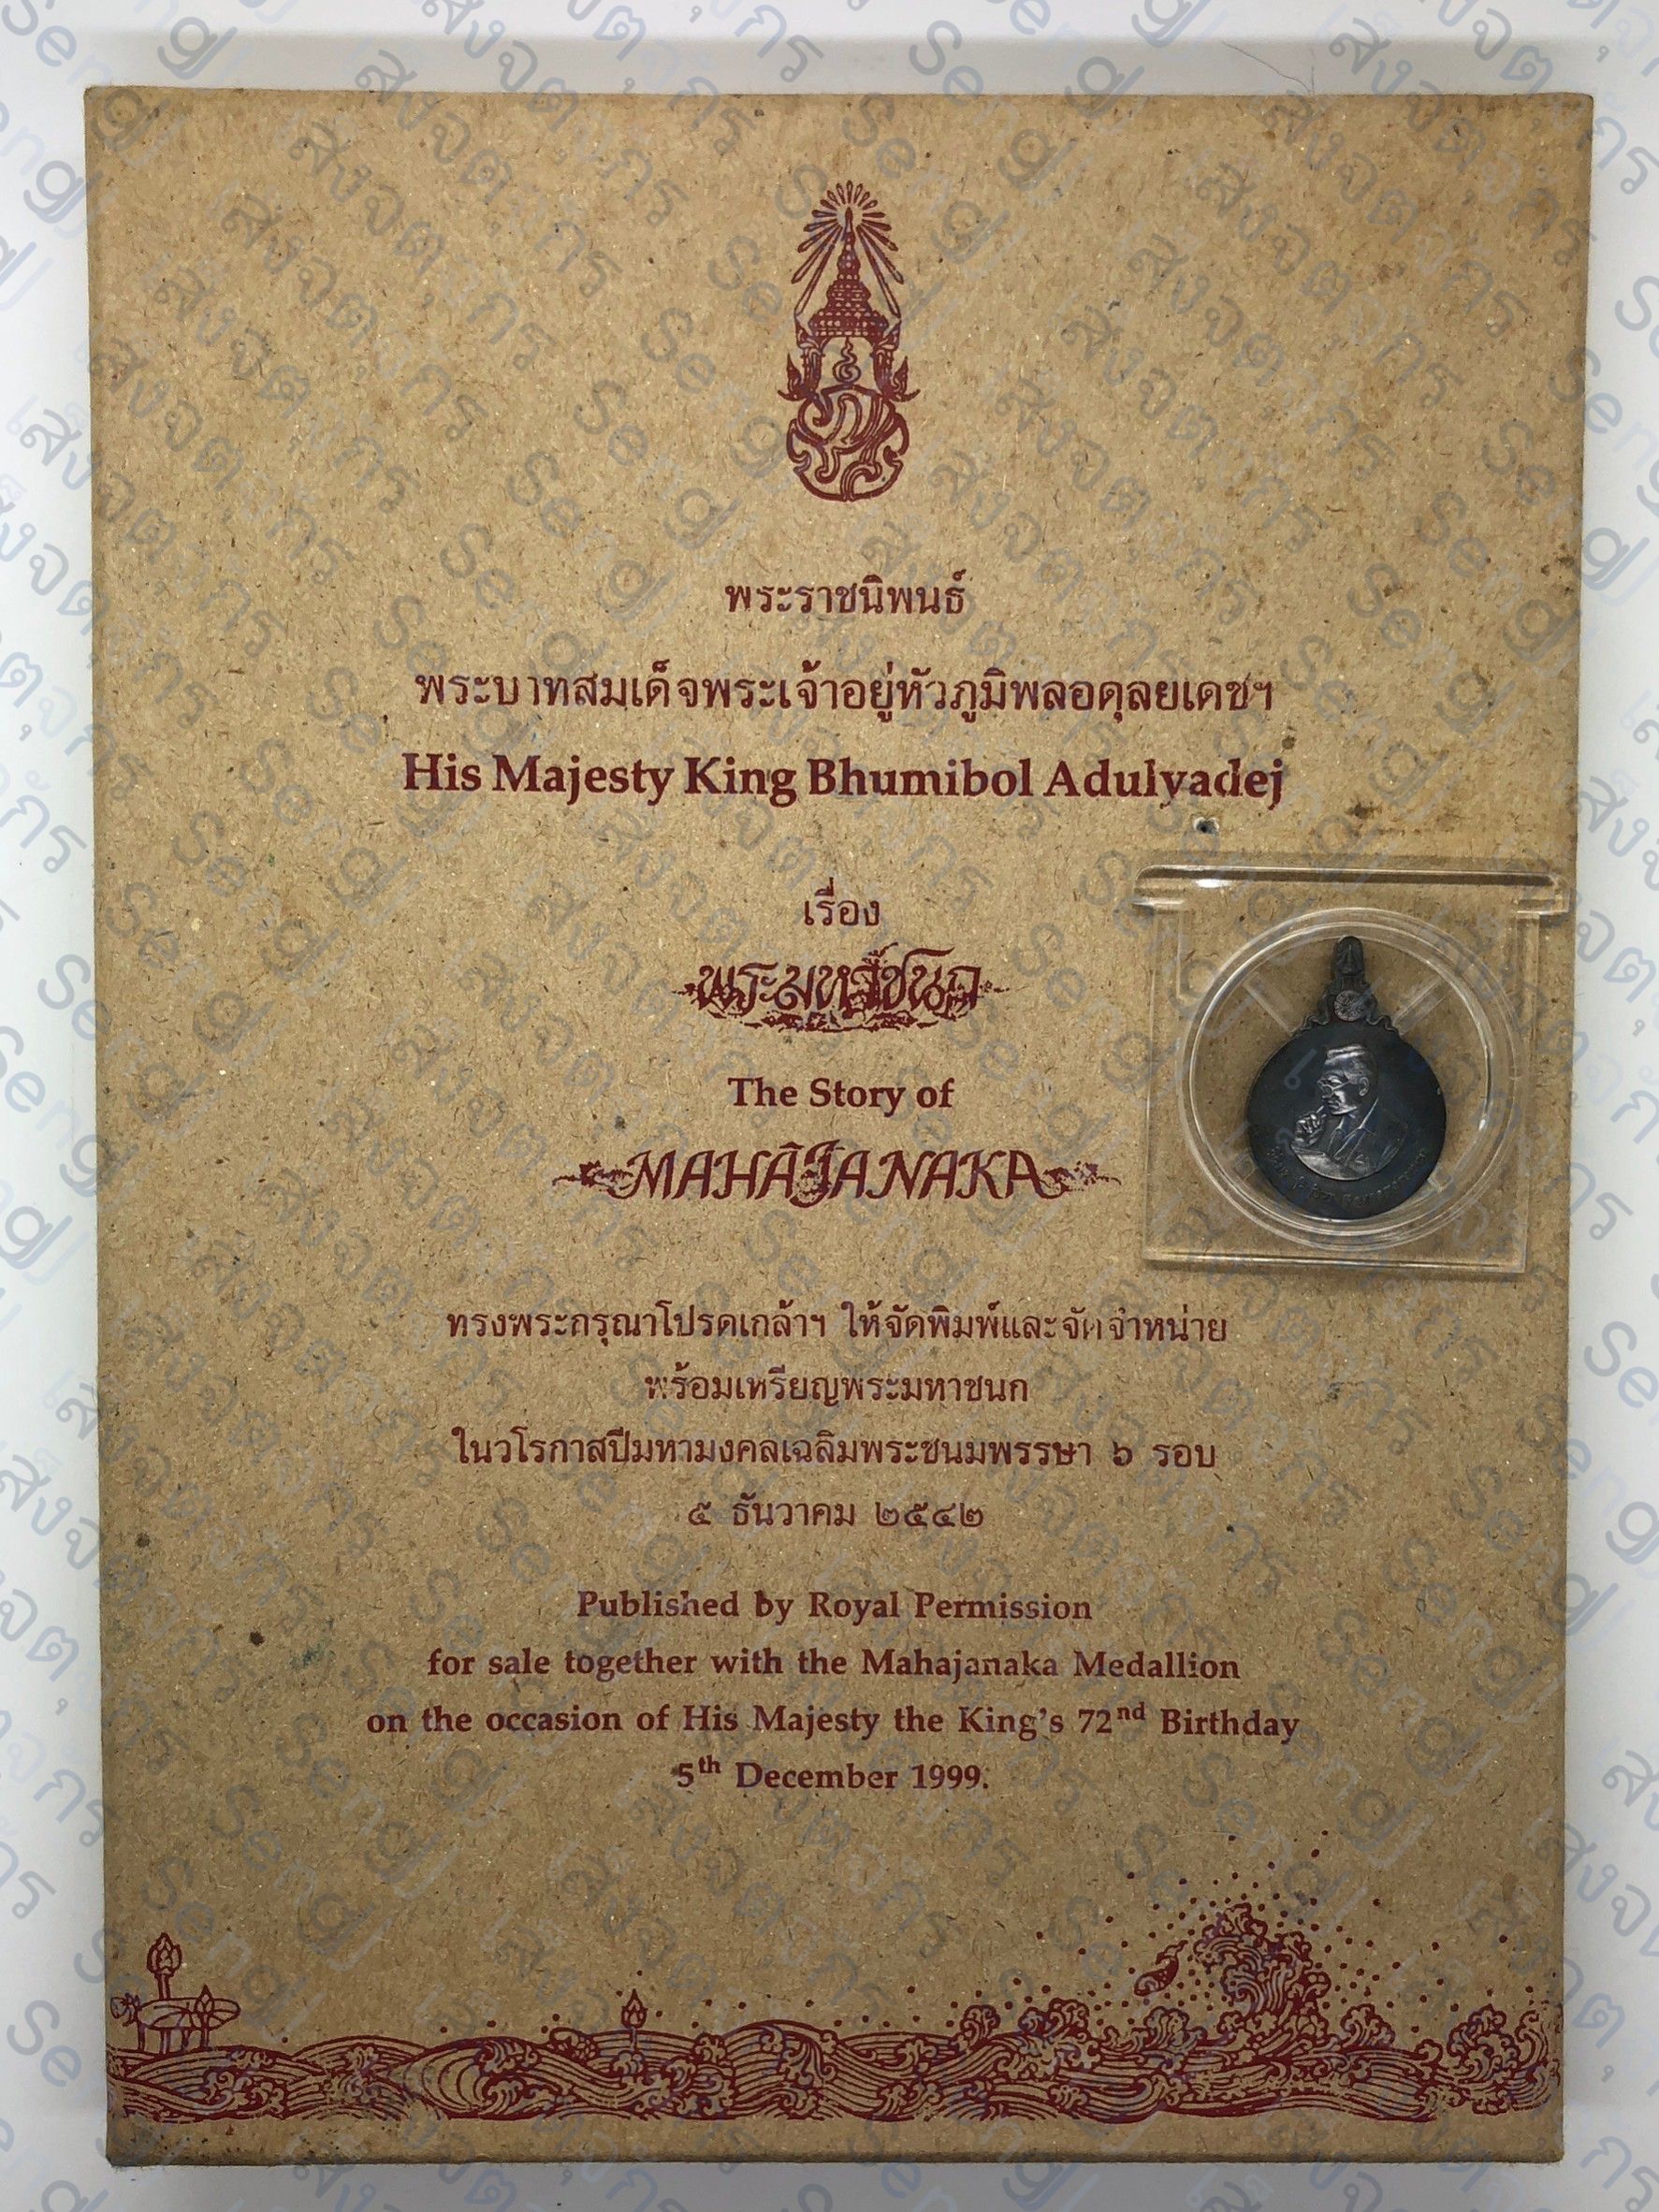 พระราชนิพนธ์
พระบาทสมเด็จพระเจ้าอยู่หัวภูมิพลอดุลยเดชฯ
His Majesty King Bhumibol Adulyadej
เรื่อง
พระมหาชนก
The Story of
MAHĀJANAKA
ทรงพระกรุณาโปรดเกล้าฯ ให้จัดพิมพ์และจัดจำหน่าย
พร้อมเหรียญพระมหาชนก
ในวโรกาสปีมหามงคลเฉลิมพระชนมพรรษา ๖ รอบ
๕ ธันวาคม ๒๕๔๒
Published by Royal Permission
for sale together with the Mahajanaka Medallion
on the occasion of His Majesty the King's 72nd Birthday
5th December 1999.